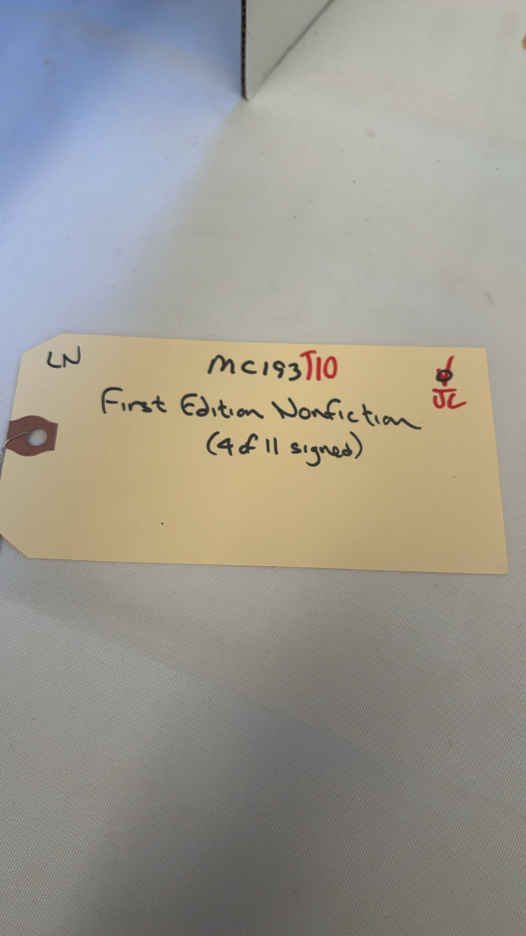 LN
MC193T10
First Edition Nonfiction
(4 of 11 signed)
JC